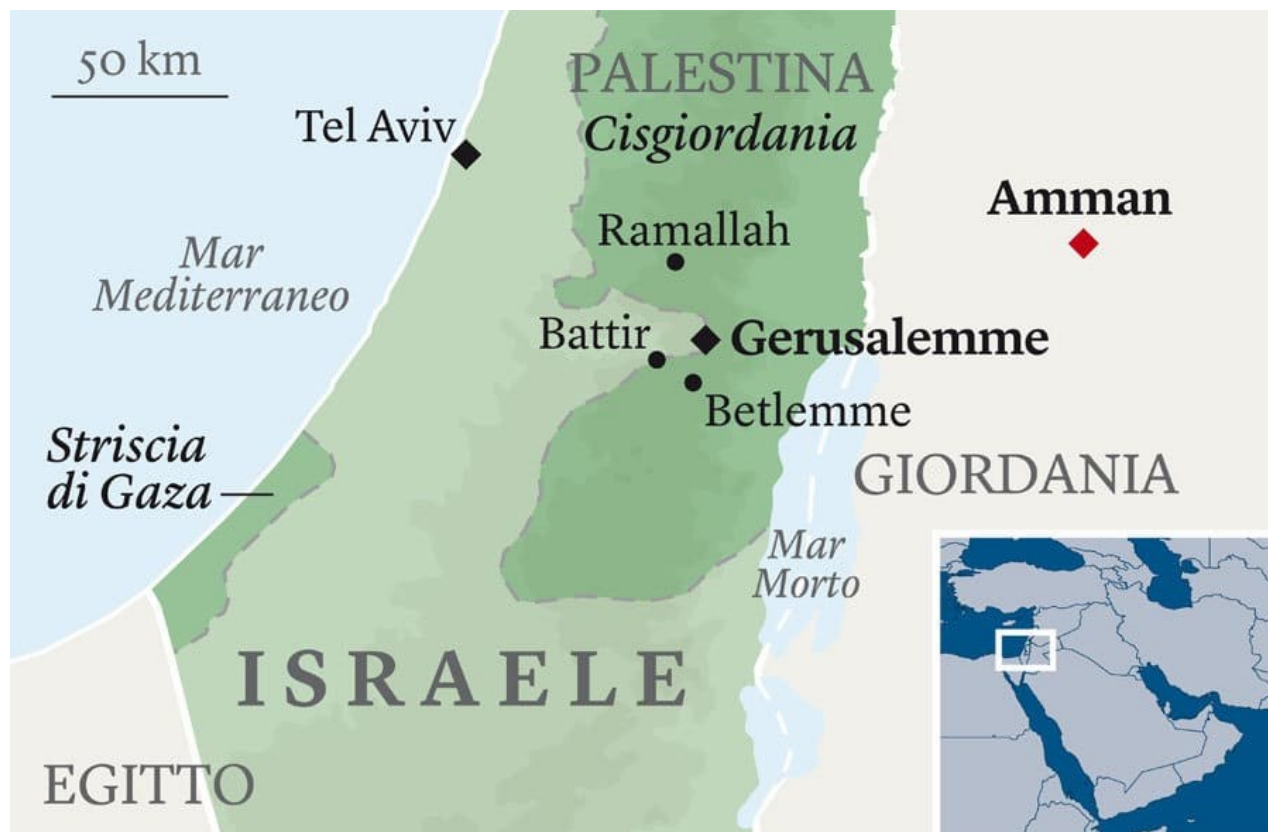 50 km
PALESTINA
Cisgiordania
Tel Aviv
Amman
Ramallah
Mar
Mediterraneo
Battir
Gerusalemme
Betlemme
Striscia
di Gaza
GIORDANIA
Mar
Morto
ISRAELE
EGITTO